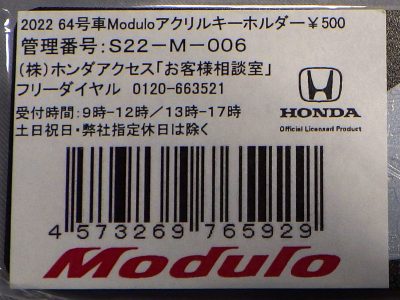 2022 64号車Moduloアクリルキーホルダー¥500
管理番号:S22-M-006
(株)ホンダアクセス「お客様相談室」
フリーダイヤル 0120-663521
受付時間:9時-12時/13時-17時
土日祝日・弊社指定休日は除く
HONDA
Official Licensed Product
4 573269 765929
Modulo